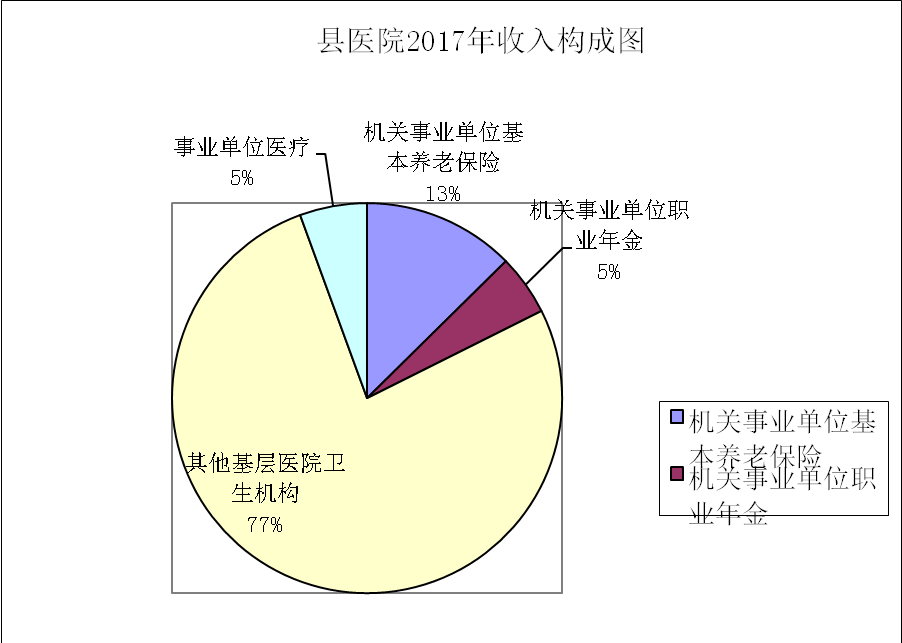 县医院2017年收入构成图
事业单位医疗
5%
机关事业单位基
本养老保险
13%
机关事业单位职
业年金
5%
其他基层医院卫
生机构
77%
机关事业单位基
本养老保险
机关事业单位职
业年金